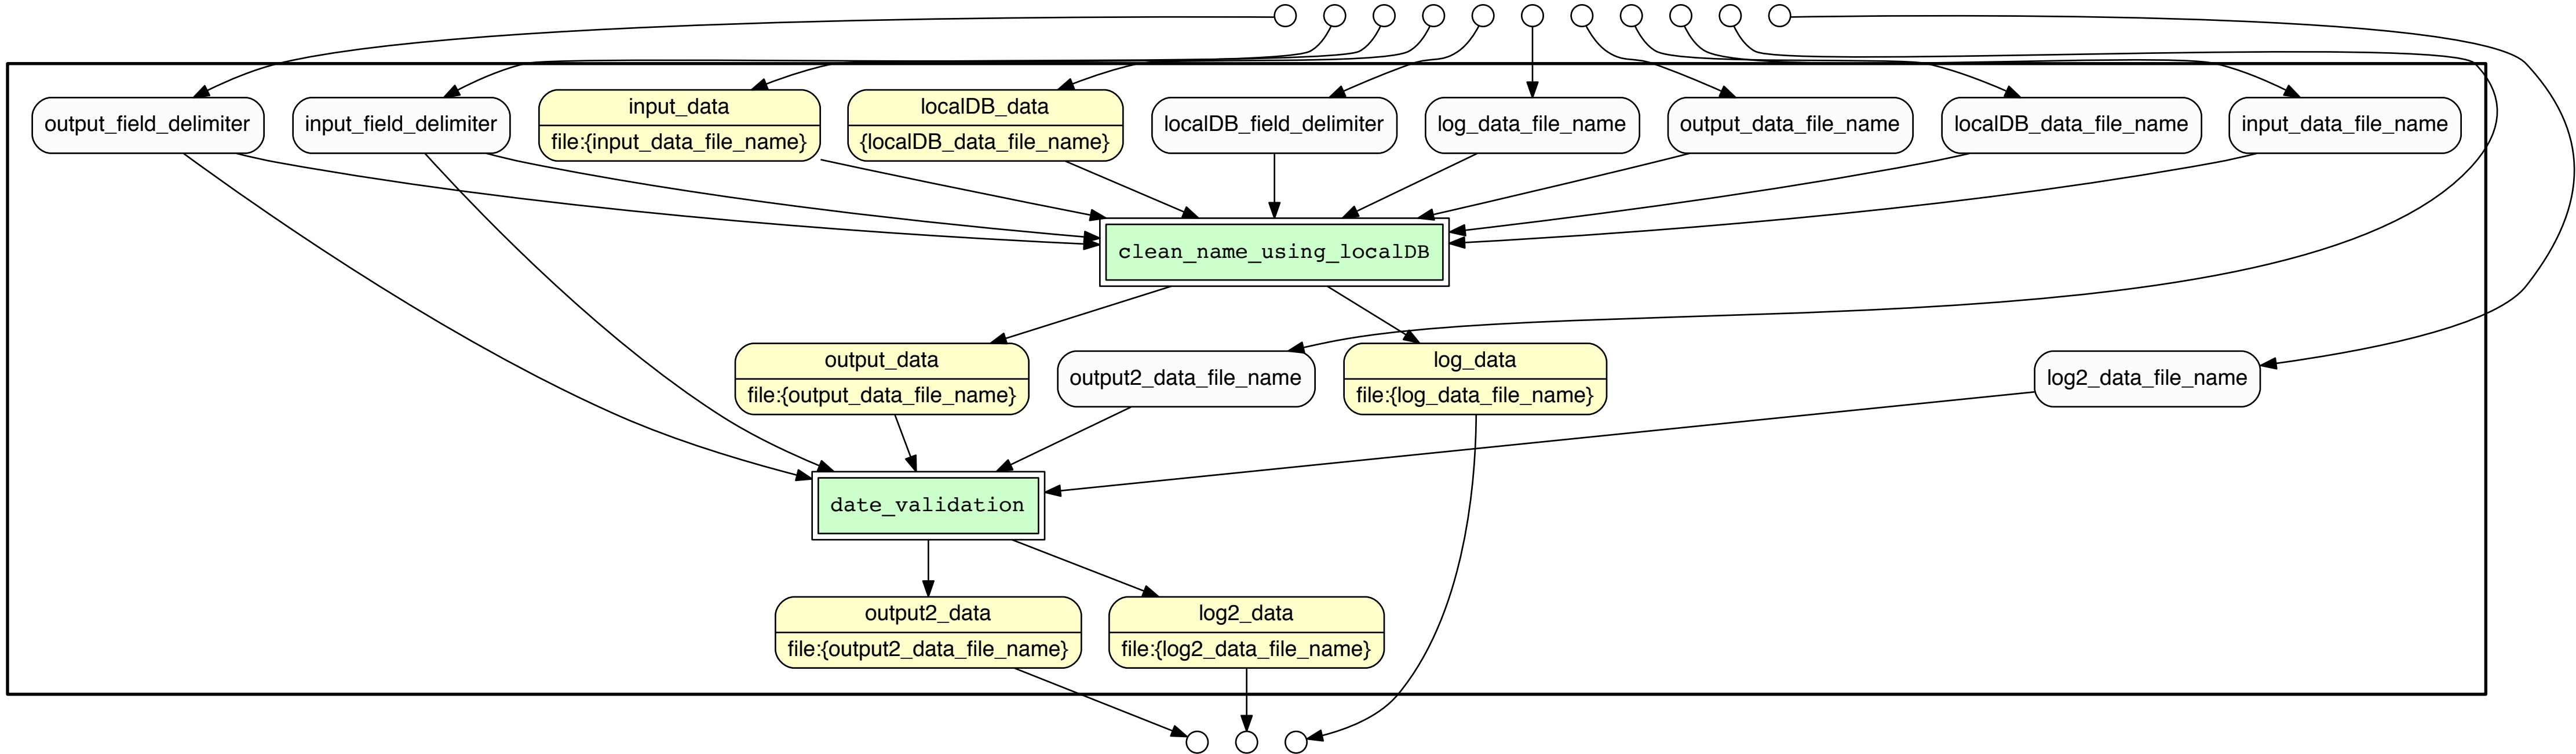 output_field_delimiter
input_field_delimiter
input_data
file:{input_data_file_name}
localDB_data
{localDB_data_file_name}
localDB_field_delimiter
log_data_file_name
output_data_file_name
localDB_data_file_name
input_data_file_name
clean_name_using_localDB
output_data
file:{output_data_file_name}
output2_data_file_name
log_data
file:{log_data_file_name}
log2_data_file_name
date_validation
output2_data
file:{output2_data_file_name}
log2_data
file:{log2_data_file_name}